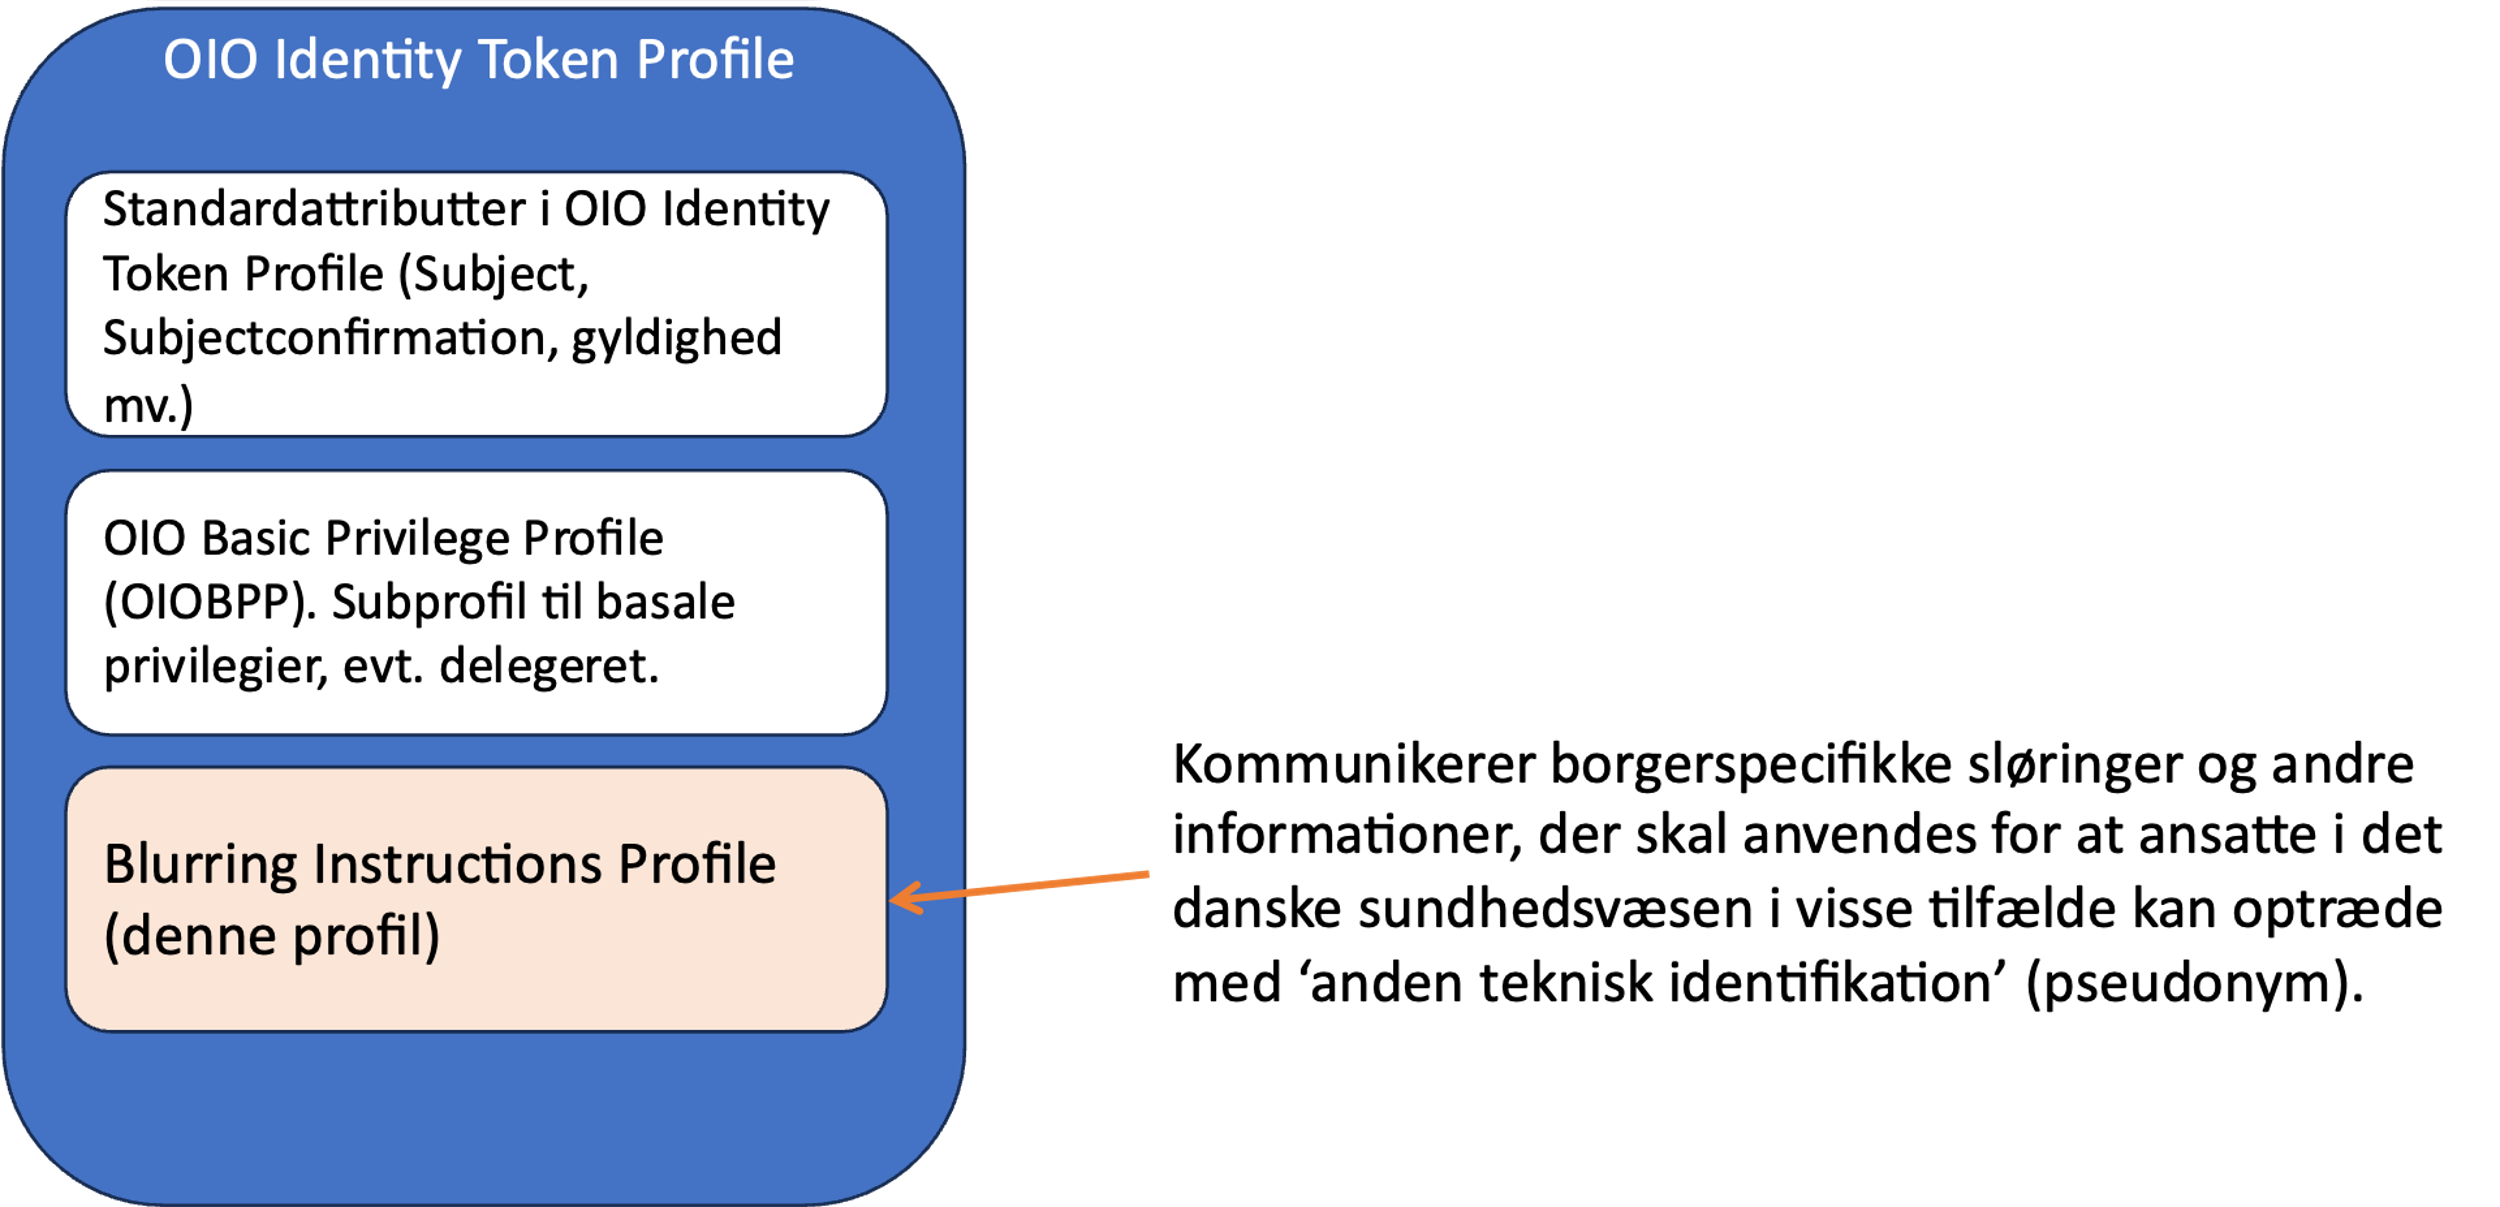 OIO Identity Token Profile
Standardattributter i OIO Identity
Token Profile (Subject,
Subjectconfirmation, gyldighed
mv.)
OIO Basic Privilege Profile
(OIOBPP). Subprofil til basale
privilegier, evt. delegeret.
Blurring Instructions Profile
(denne profil)
Kommunikerer borgerspecifikke sløringer og andre
informationer, der skal anvendes for at ansatte i det
danske sundhedsvæsen i visse tilfælde kan optræde
med ‘anden teknisk identifikation’ (pseudonym).